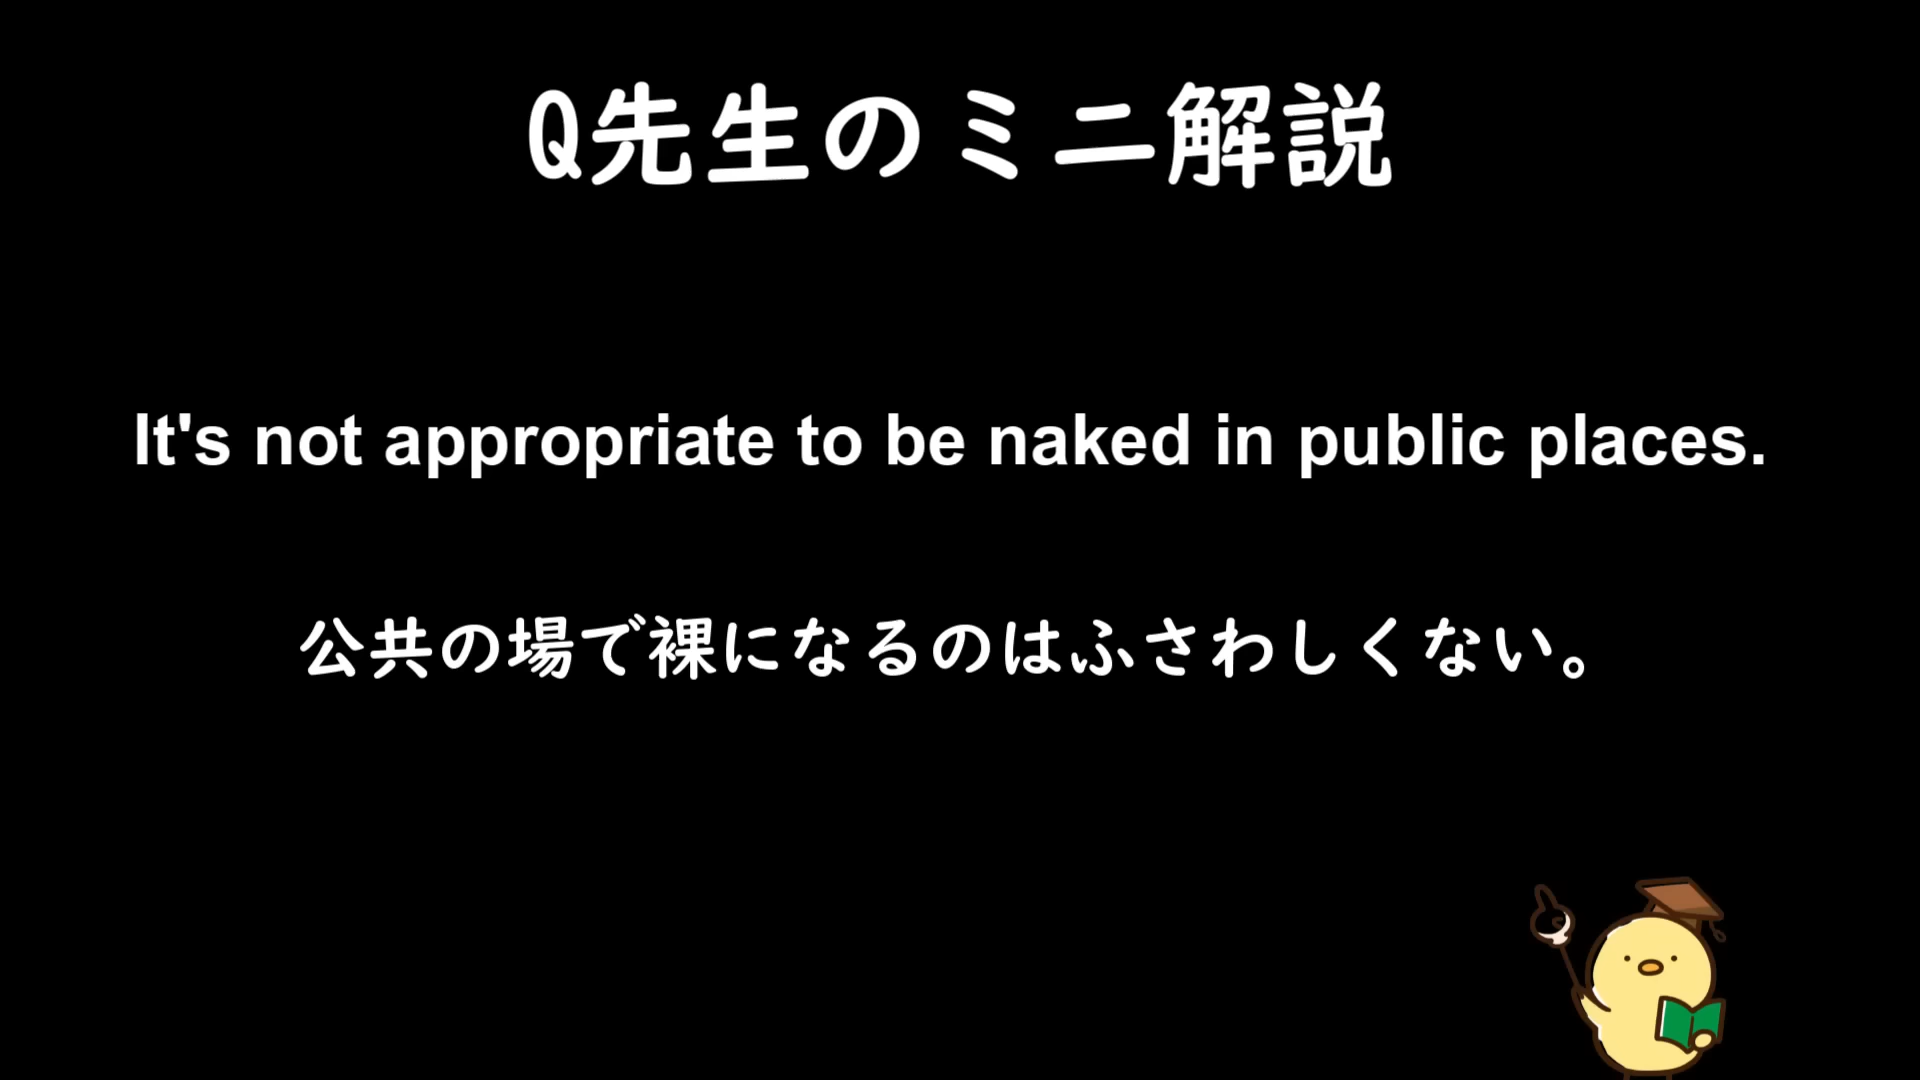 Q先生のミニ解説
It's not appropriate to be naked in public places.
公共の場で裸になるのはふさわしくない。